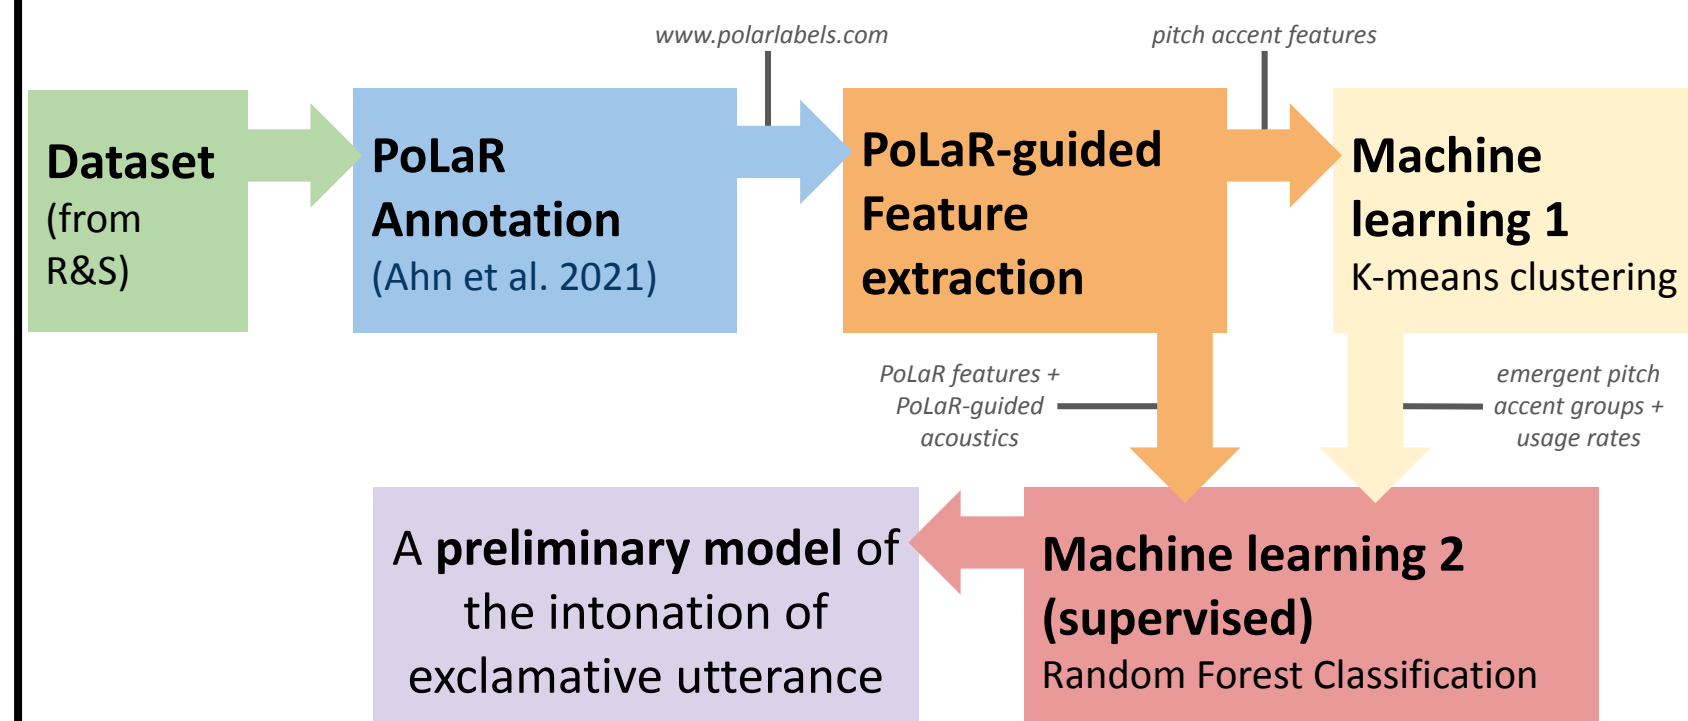 www.polarlabels.com
pitch accent features
Dataset
(from
R&S)
PoLaR
Annotation
(Ahn et al. 2021)
PoLaR-guided
Feature
extraction
Machine
learning 1
K-means clustering
PoLaR features +
PoLaR-guided
acoustics
emergent pitch
accent groups +
usage rates
A preliminary model of
the intonation of
exclamative utterance
Machine learning 2
(supervised)
Random Forest Classification